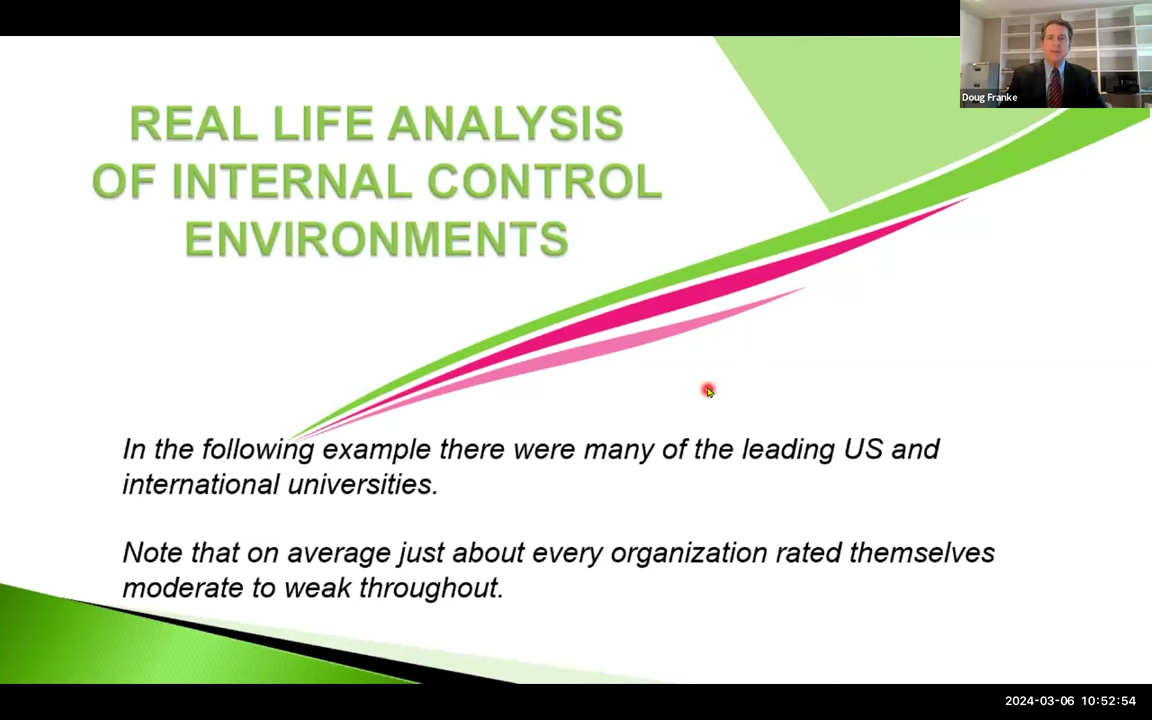 Doug Franke
REAL LIFE ANALYSIS
OF INTERNAL CONTROL
ENVIRONMENTS
In the following example there were many of the leading US and
international universities.
Note that on average just about every organization rated themselves
moderate to weak throughout.
2024-03-06 10:52:54